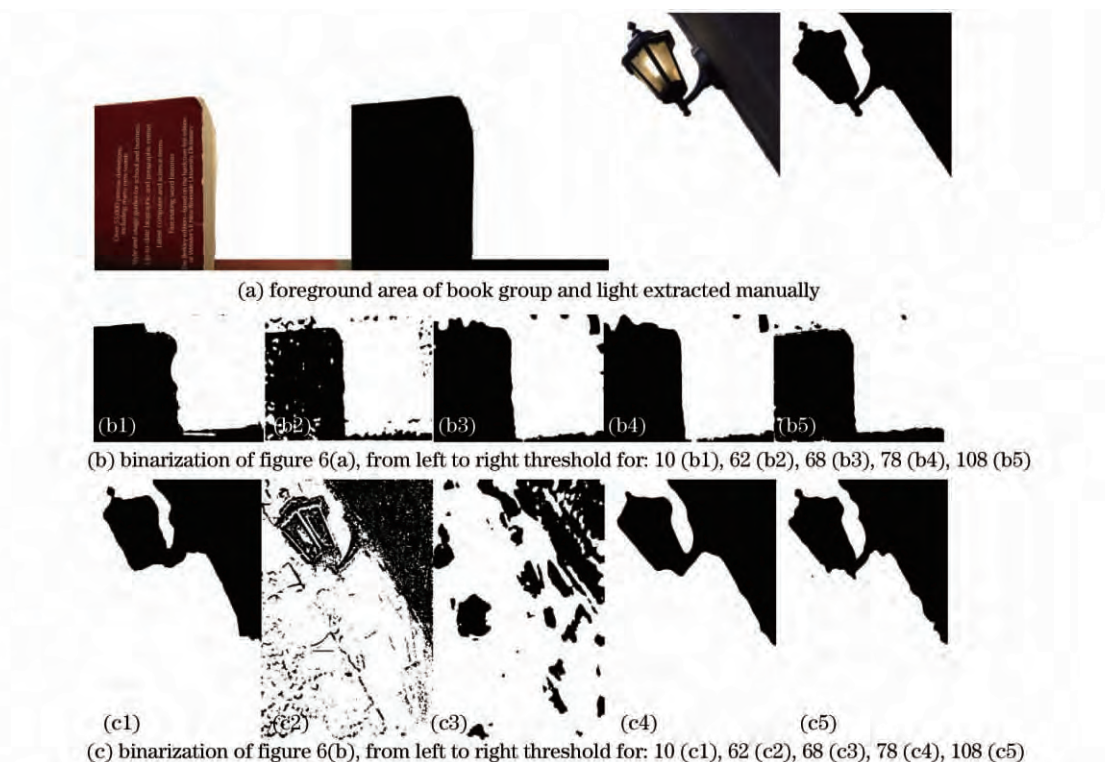 (a) foreground area of book group and light extracted manually
(b1) (b2) (b3) (b4) (b5)
(b) binarization of figure 6(a), from left to right threshold for: 10 (b1), 62 (b2), 68 (b3), 78 (b4), 108 (b5)
(c1) (c2) (c3) (c4) (c5)
(c) binarization of figure 6(b), from left to right threshold for: 10 (c1), 62 (c2), 68 (c3), 78 (c4), 108 (c5)